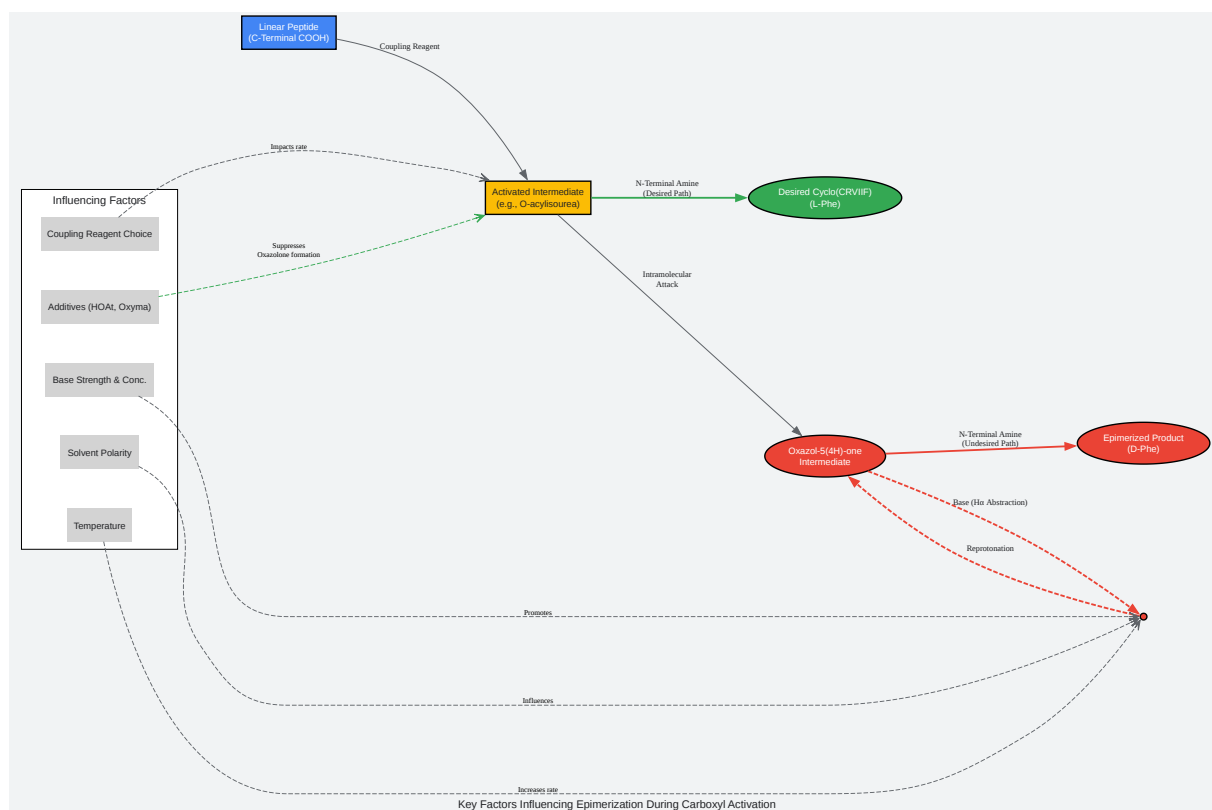 Linear Peptide
(C-Terminal COOH)
Coupling Reagent
Impacts rate
Activated Intermediate
(e.g., O-acylisourea)
N-Terminal Amine
(Desired Path)
Desired Cyclo(CRVIIF)
(L-Phe)
Influencing Factors
Coupling Reagent Choice
Suppresses
Oxazolone formation
Additives (HOAt, Oxyma)
Intramolecular
Attack
Base Strength & Conc.
Solvent Polarity
Temperature
Oxazol-5(4H)-one
Intermediate
N-Terminal Amine
(Undesired Path)
Epimerized Product
(D-Phe)
Base (Hα Abstraction)
Reprotonation
Promotes
Influences
Increases rate
Key Factors Influencing Epimerization During Carboxyl Activation